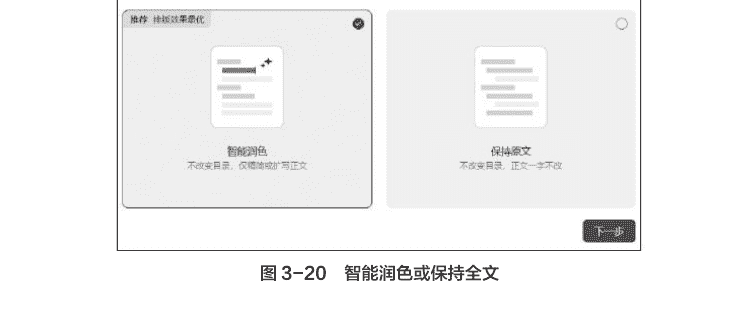 推荐 排版效果最优
智能润色
不改变目录，仅精简或扩写正文
保持原文
不改变目录，正文一字不改
下一步
图 3-20 智能润色或保持全文